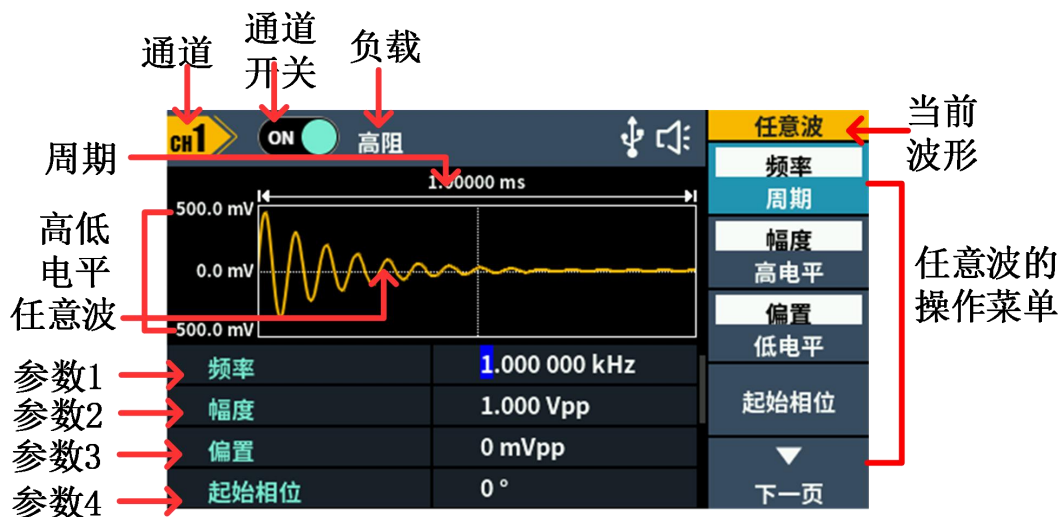 通道
通道
开关
负载
CH1
ON
高阻
任意波
当前
波形
周期
1.00000 ms
频率
周期
500.0 mV
高低
电平
任意波
0.0 mV
500.0 mV
幅度
高电平
偏置
低电平
任意波的
操作菜单
参数1
频率
1.000 000 kHz
起始相位
参数2
幅度
1.000 Vpp
参数3
偏置
0 mVpp
参数4
起始相位
0 °
下一页